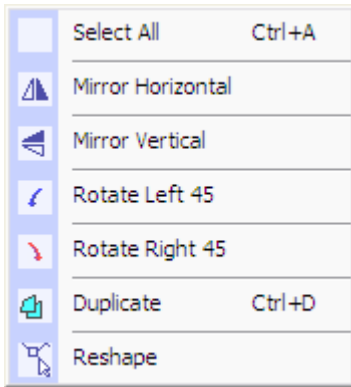 Select All Ctrl+A
Mirror Horizontal
Mirror Vertical
Rotate Left 45
Rotate Right 45
Duplicate Ctrl+D
Reshape